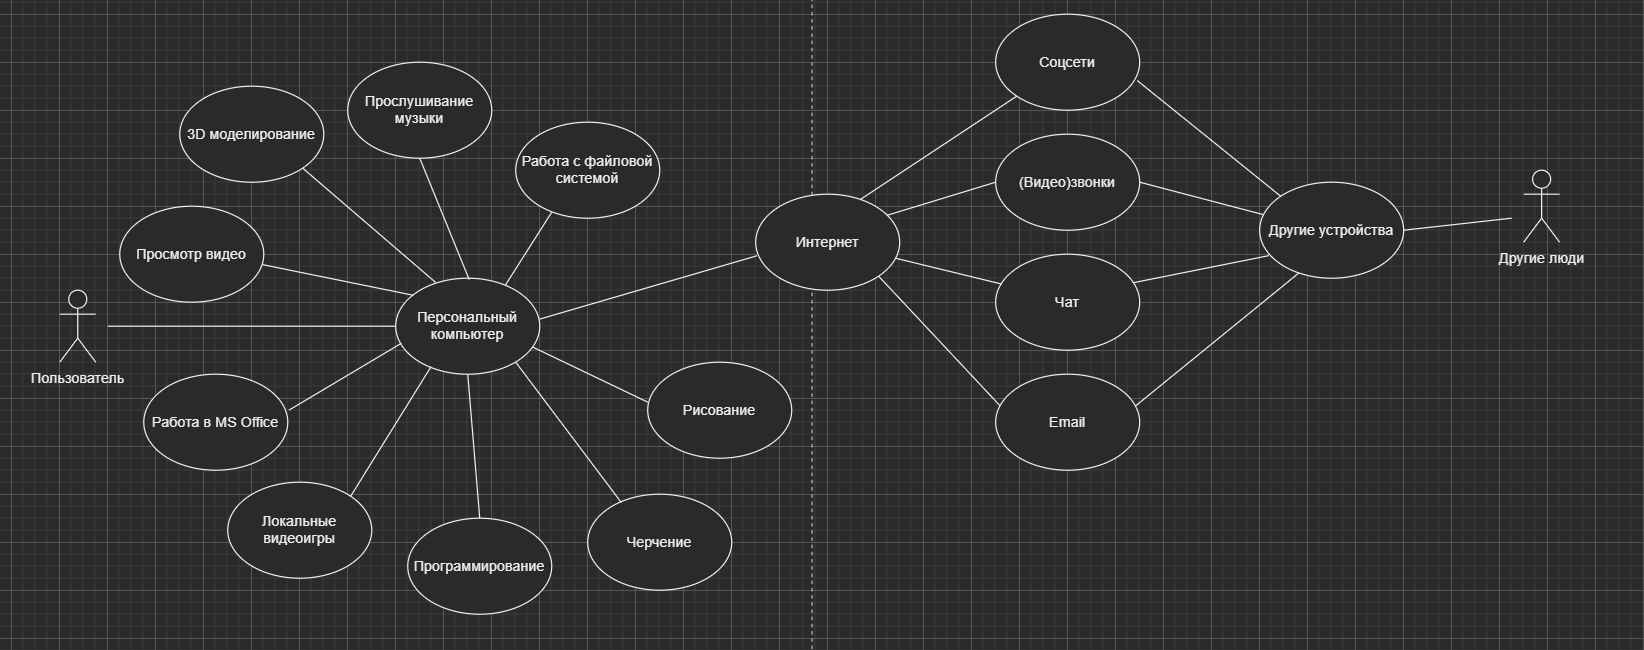 Соцсети
Прослушивание
музыки
3D моделирование
Работа с файловой
системой
(Видео)звонки
Просмотр видео
Интернет
Другие устройства
Другие люди
Персональный
компьютер
Чат
Пользователь
Работа в MS Office
Рисование
Email
Локальные
видеоигры
Черчение
Программирование